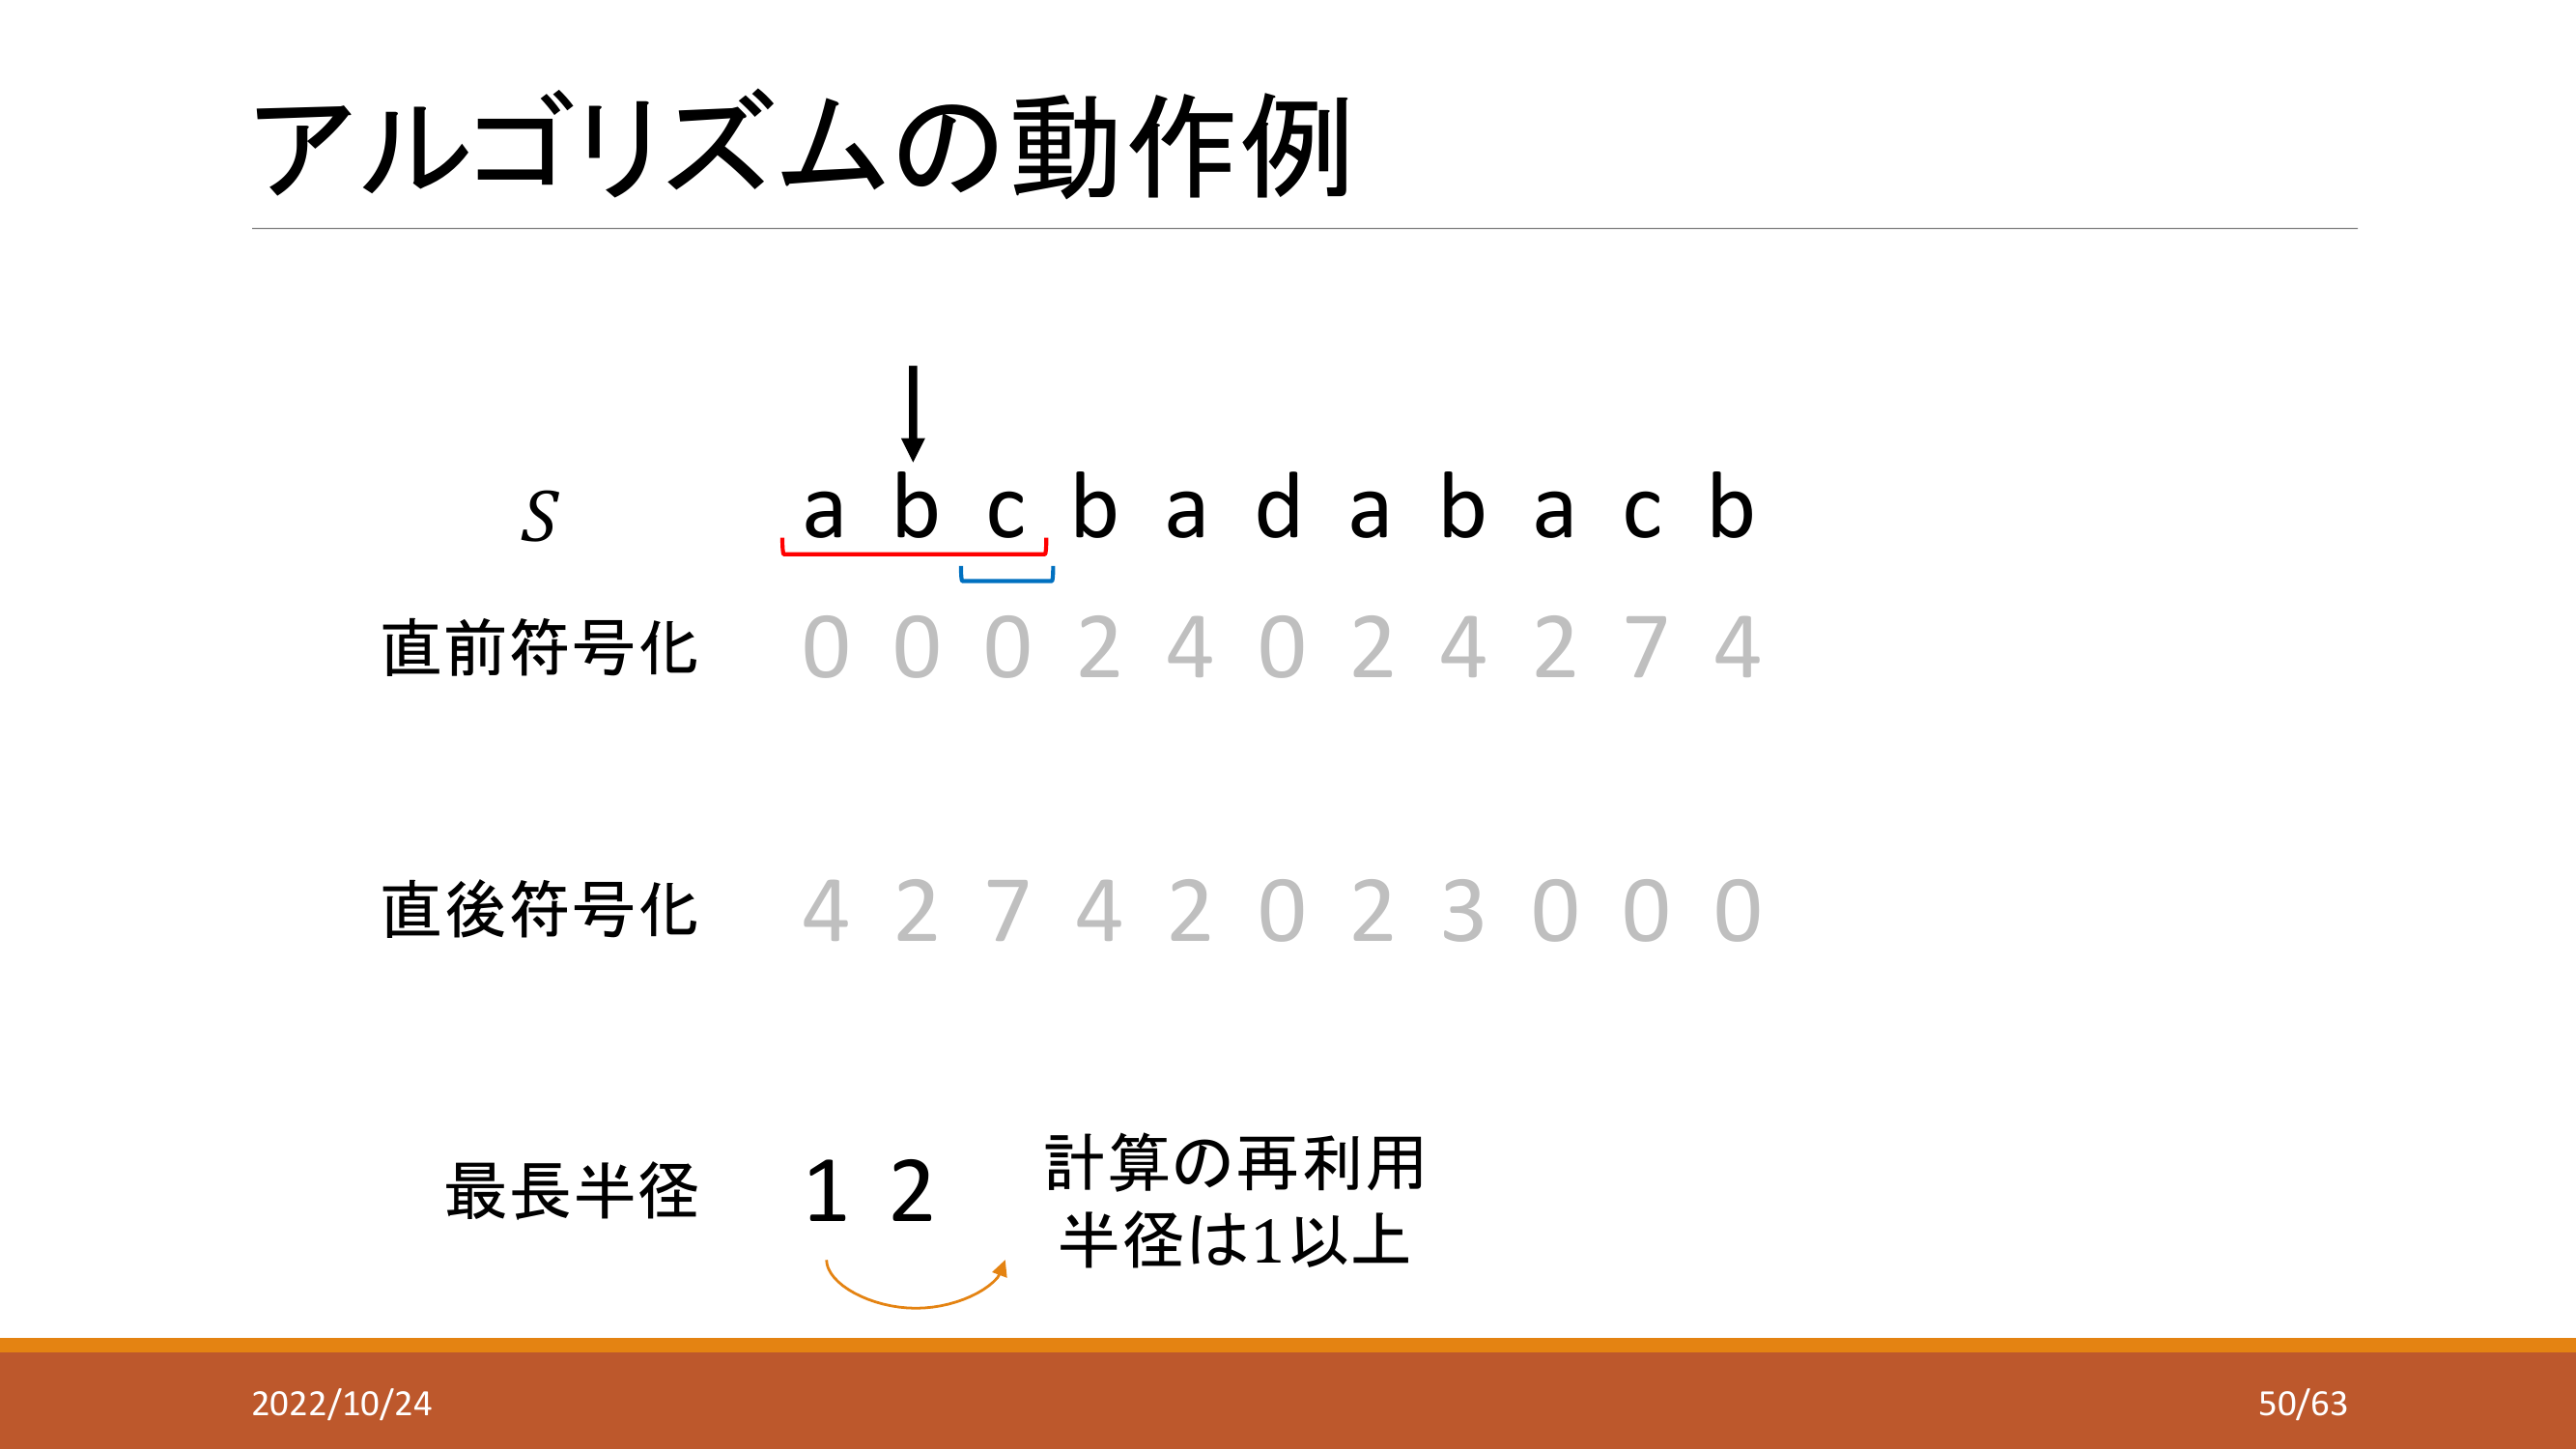 アルゴリズムの動作例
S a b c b a d a b a c b
直前符号化 0 0 0 2 4 0 2 4 2 7 4
直後符号化 4 2 7 4 2 0 2 3 0 0 0
最長半径 1 2
計算の再利用
半径は1以上
2022/10/24
50/63